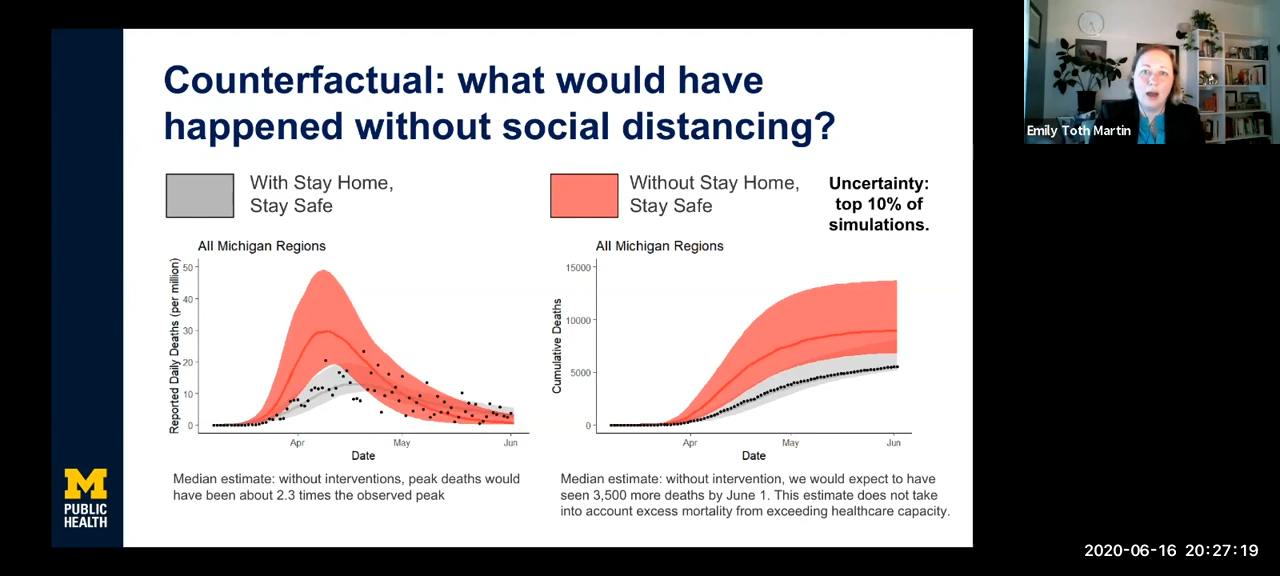 Counterfactual: what would have
happened without social distancing?
With Stay Home,
Stay Safe
Without Stay Home,
Stay Safe
Uncertainty:
top 10% of
simulations.
All Michigan Regions
Reported Daily Deaths (per million)
50
40
30
20
10
0
Apr
May
Jun
Date
All Michigan Regions
Cumulative Deaths
15000
10000
5000
0
Apr
May
Jun
Date
Median estimate: without interventions, peak deaths would
have been about 2.3 times the observed peak
Median estimate: without intervention, we would expect to have
seen 3,500 more deaths by June 1. This estimate does not take
into account excess mortality from exceeding healthcare capacity.
M
PUBLIC
HEALTH
Emily Toth Martin
2020-06-16 20:27:19